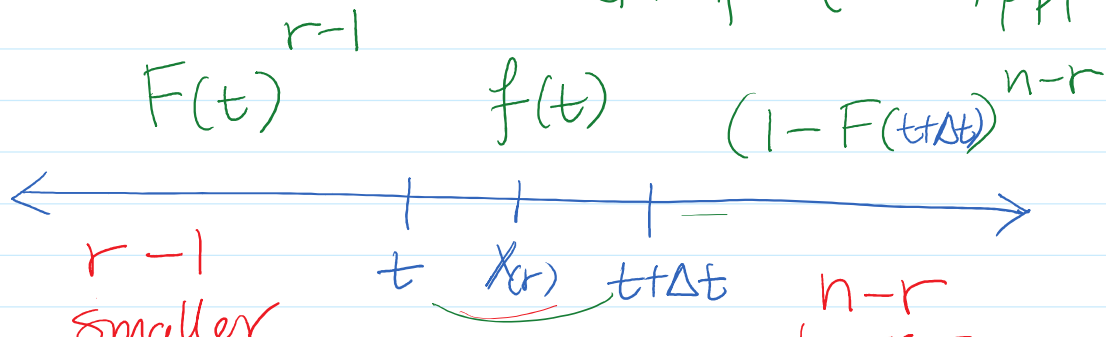 F(t)^{r-1} f(t) (1-F(t+Δt))^{n-r}
t X(r) t+Δt
r-1 n-r
smaller